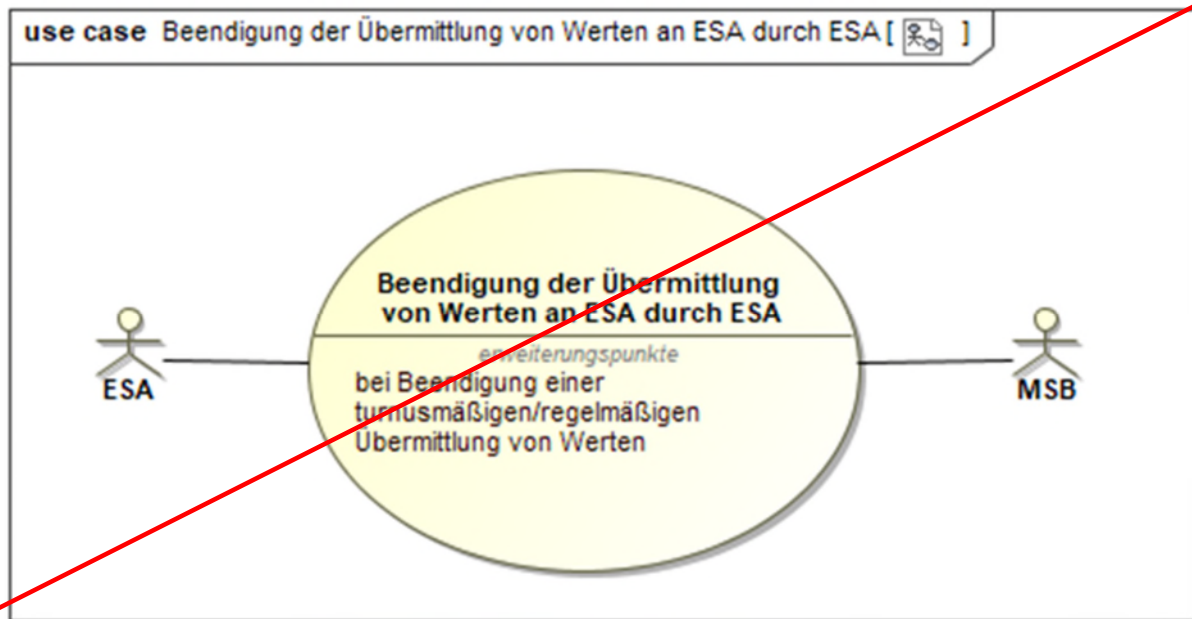 use case Beendigung der Übermittlung von Werten an ESA durch ESA [ ]
Beendigung der Übermittlung
von Werten an ESA durch ESA
erweiterungspunkte
bei Beendigung einer
turnusmäßigen/regelmäßigen
Übermittlung von Werten
ESA
MSB